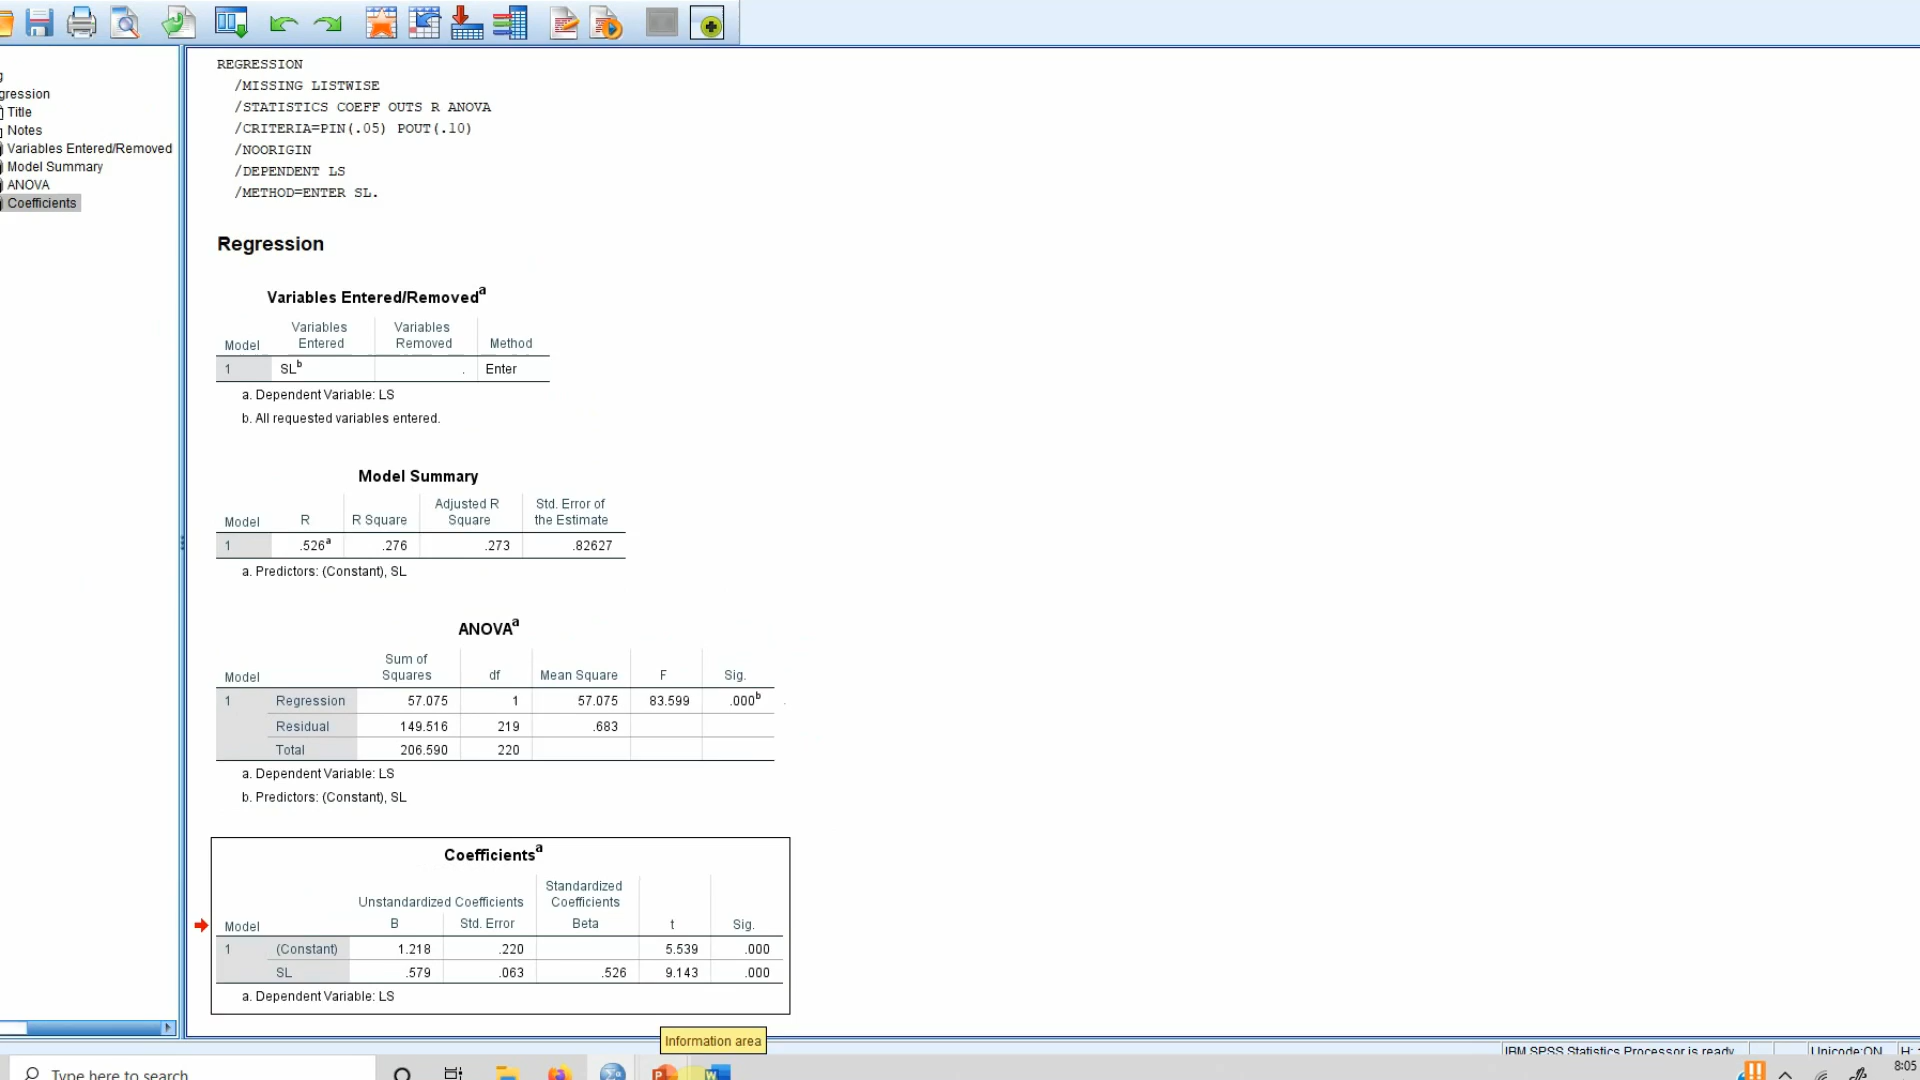 g
gression
Title
Notes
Variables Entered/Removed
Model Summary
ANOVA
Coefficients
REGRESSION
/MISSING LISTWISE
/STATISTICS COEFF OUTS R ANOVA
/CRITERIA=PIN(.05) POUT(.10)
/NOORIGIN
/DEPENDENT LS
/METHOD=ENTER SL.
Regression
Variables Entered/Removed^a
Model Variables Entered Variables Removed Method
1 SL^b . Enter
a. Dependent Variable: LS
b. All requested variables entered.
Model Summary
Model R R Square Adjusted R Square Std. Error of the Estimate
1 .526^a .276 .273 .82627
a. Predictors: (Constant), SL
ANOVA^a
Model Sum of Squares df Mean Square F Sig.
1 Regression 57.075 1 57.075 83.599 .000^b
Residual 149.516 219 .683
Total 206.590 220
a. Dependent Variable: LS
b. Predictors: (Constant), SL
Coefficients^a
Unstandardized Coefficients Standardized Coefficients
Model B Std. Error Beta t Sig.
1 (Constant) 1.218 .220 5.539 .000
SL .579 .063 .526 9.143 .000
a. Dependent Variable: LS
Information area
IBM SPSS Statistics Processor is ready
Unicode:ON
H:
Type here to search
8:05